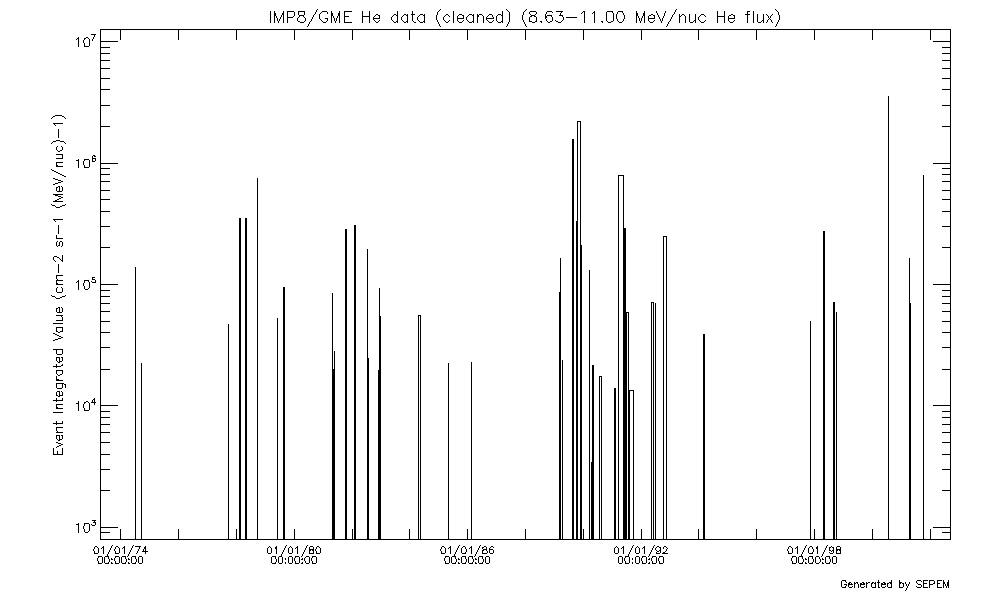 IMP8/GME He data (cleaned) (8.63−11.00 MeV/nuc He flux)
Event Integrated Value (cm−2 sr−1 (MeV/nuc)−1)
10⁷
10⁶
10⁵
10⁴
10³
01/01/74 01/01/80 01/01/86 01/01/92 01/01/98
00:00:00 00:00:00 00:00:00 00:00:00 00:00:00
Generated by SEPEM